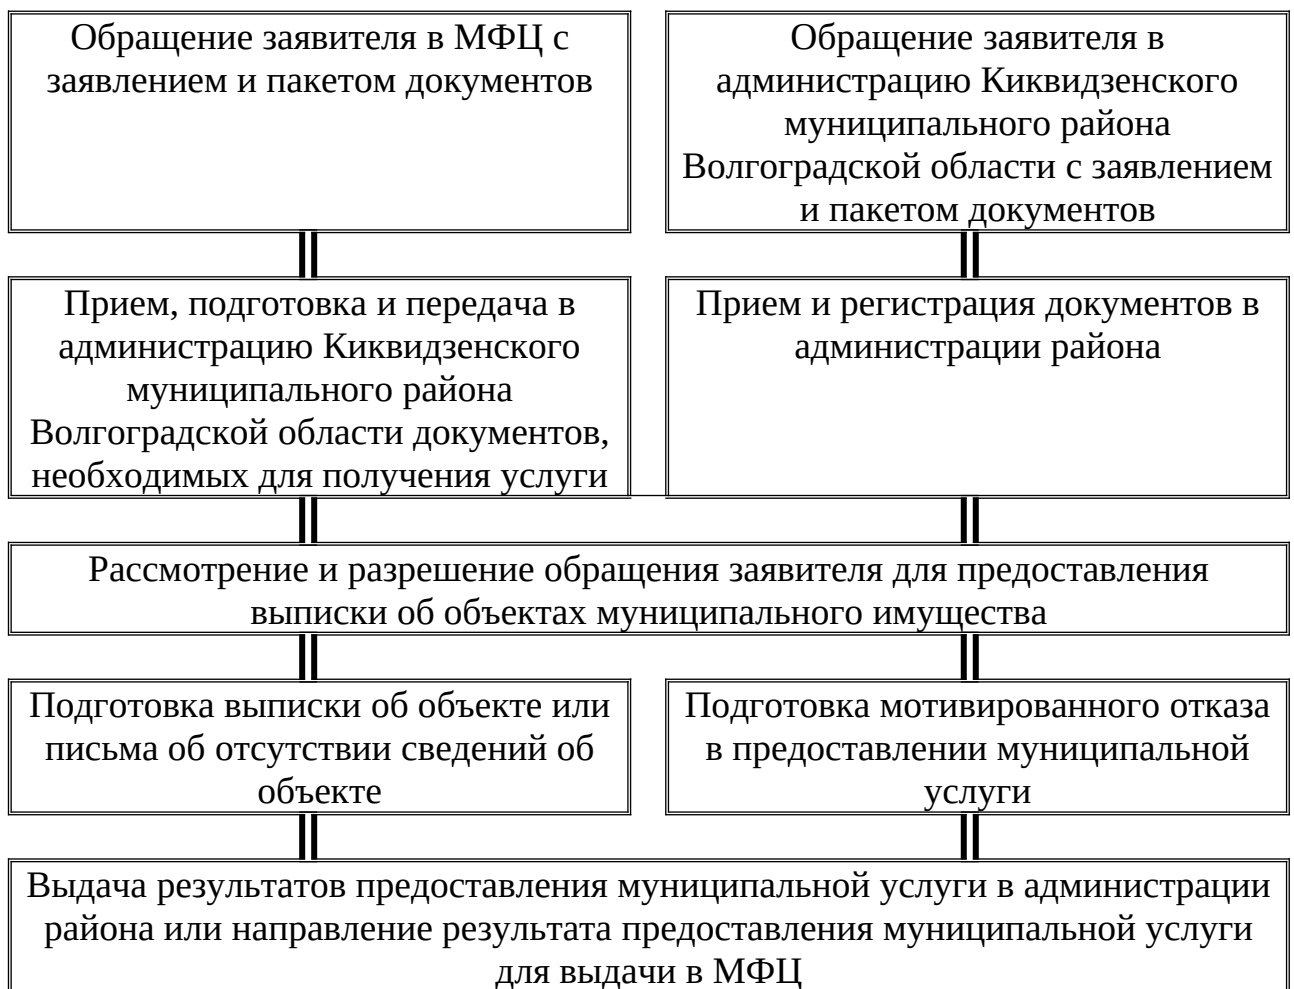 Обращение заявителя в МФЦ с
заявлением и пакетом документов
Обращение заявителя в
администрацию Киквидзенского
муниципального района
Волгоградской области с заявлением
и пакетом документов
Прием, подготовка и передача в
администрацию Киквидзенского
муниципального района
Волгоградской области документов,
необходимых для получения услуги
Прием и регистрация документов в
администрации района
Рассмотрение и разрешение обращения заявителя для предоставления
выписки об объектах муниципального имущества
Подготовка выписки об объекте или
письма об отсутствии сведений об
объекте
Подготовка мотивированного отказа
в предоставлении муниципальной
услуги
Выдача результатов предоставления муниципальной услуги в администрации
района или направление результата предоставления муниципальной услуги
для выдачи в МФЦ